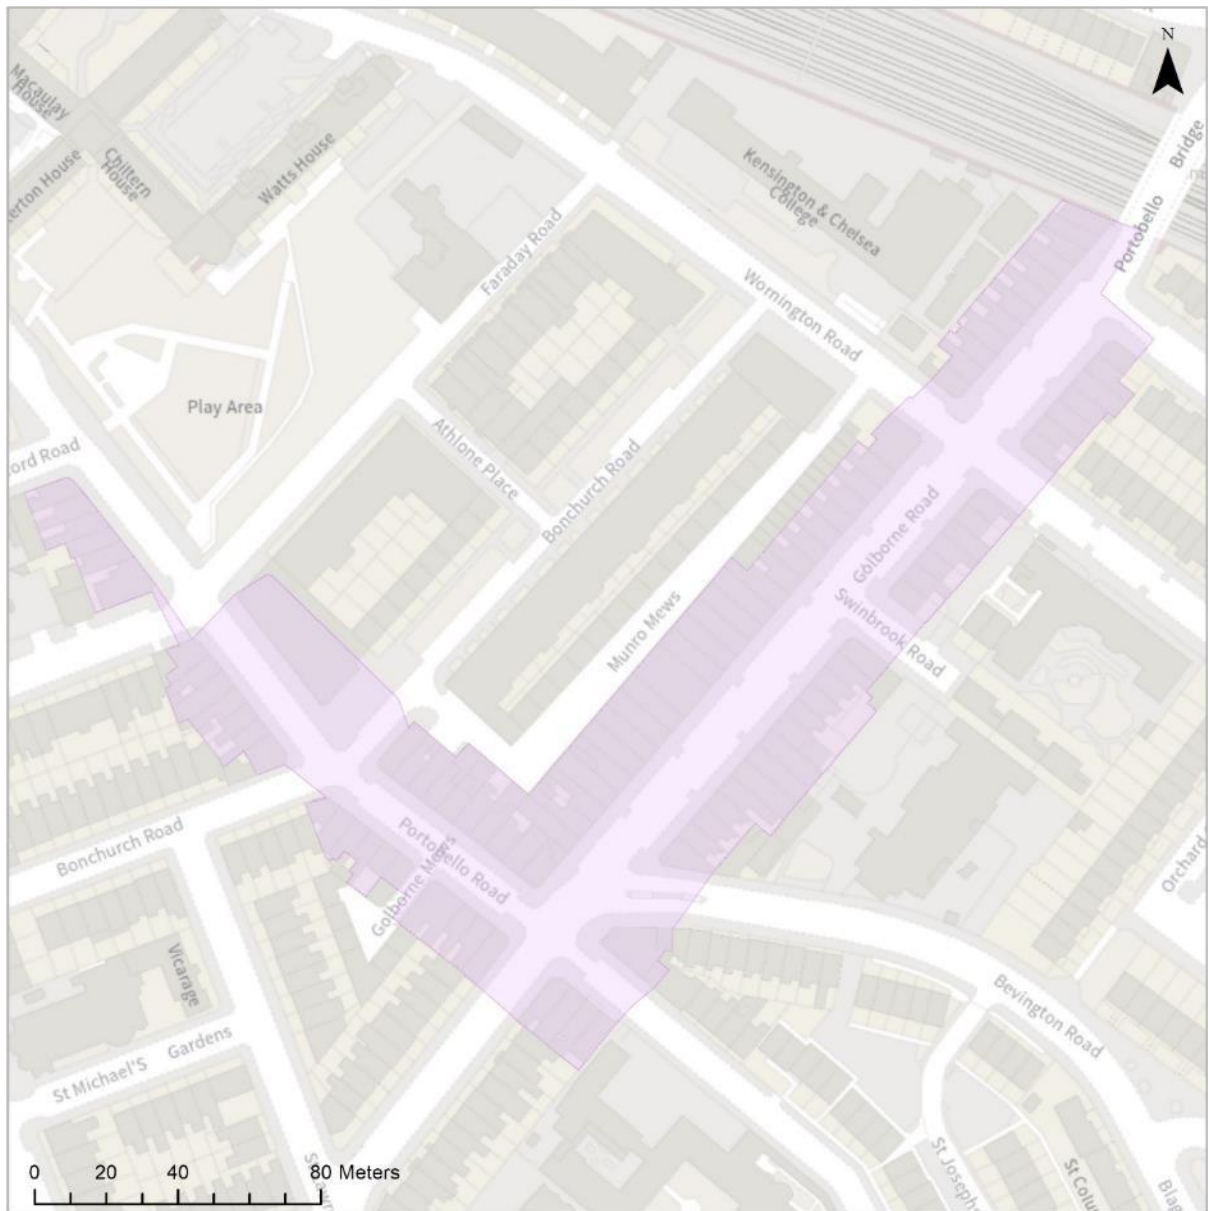 N
Macaulay
House
Chiltern
House
erton House
Watts House
Kensington & Chelsea
College
Portobello
Bridge
Faraday Road
Wornington Road
Play Area
ord Road
Athlone Place
Bonchurch Road
Golborne Road
Swinbrook Road
Munro Mews
Bonchurch Road
Portobello Road
Golborne Mews
Orchard
Vicarage
Bevington Road
St Michael'S Gardens
St Joseph
St Colu
Blag
0 20 40 80 Meters